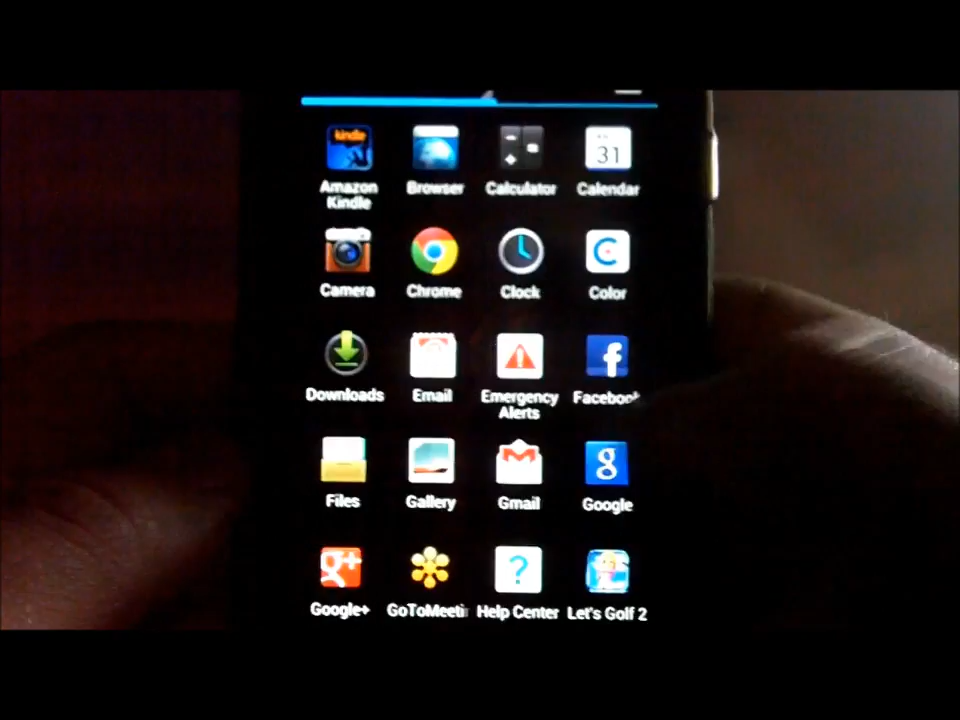 kindle
31
Amazon Kindle
Browser
Calculator
Calendar
C
Camera
Chrome
Clock
Color
f
Downloads
Email
Emergency Alerts
Facebook
g
Files
Gallery
Gmail
Google
g+
?
Google+
GoToMeeti
Help Center
Let's Golf 2